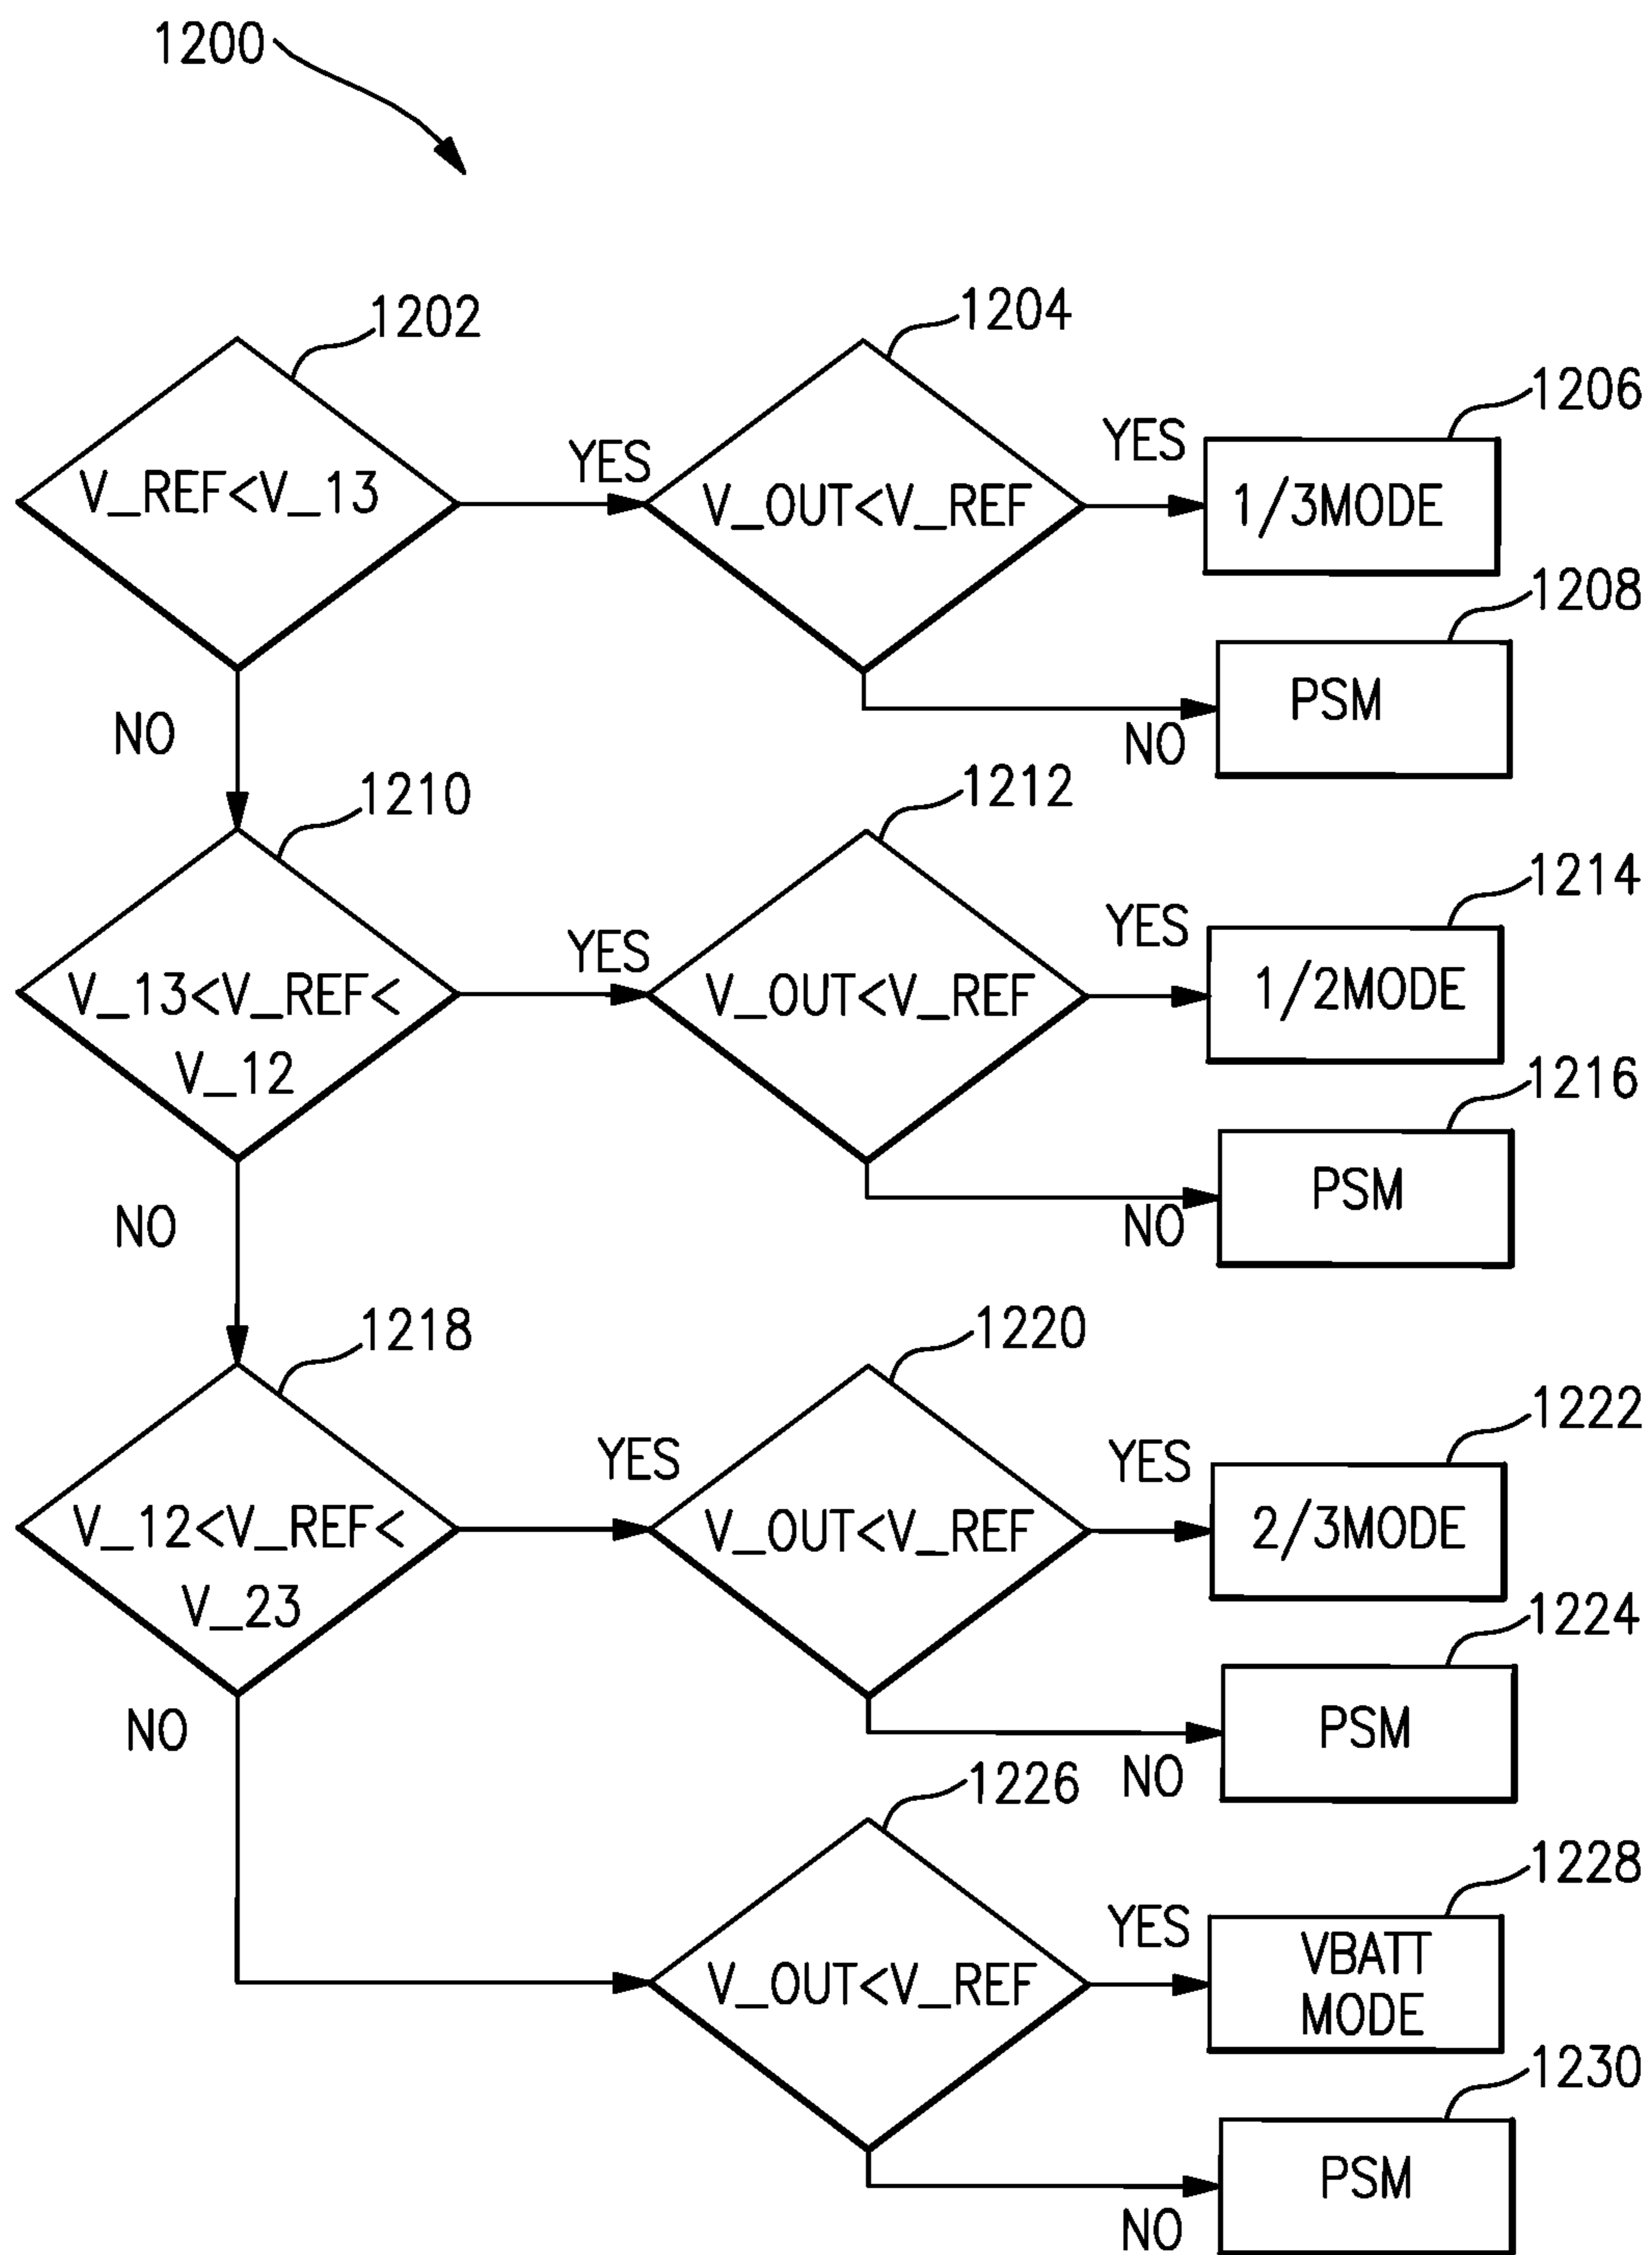 1200
1202
1204
1206
V_REF<V_13
YES
V_OUT<V_REF
YES
1/3MODE
1208
NO
PSM
NO
1210
1212
1214
V_13<V_REF<
V_12
YES
V_OUT<V_REF
YES
1/2MODE
1216
NO
PSM
NO
1218
1220
1222
V_12<V_REF<
V_23
YES
V_OUT<V_REF
YES
2/3MODE
1224
NO
PSM
NO
1226
1228
V_OUT<V_REF
YES
VBATT
MODE
1230
NO
PSM